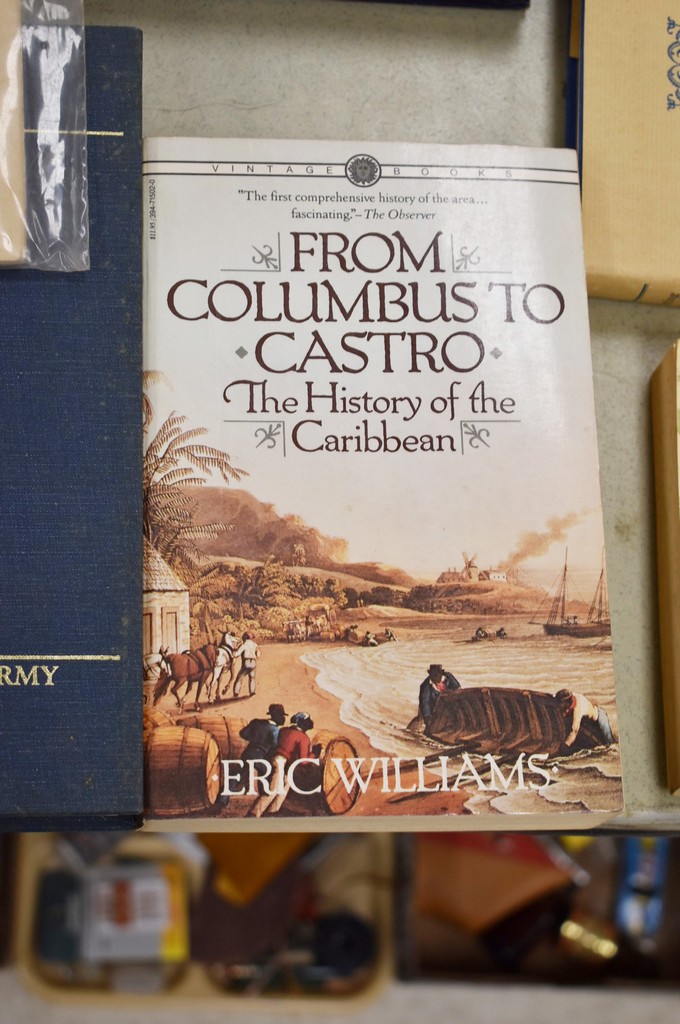 VINTAGE BOOKS
"The first comprehensive history of the area...
fascinating."–The Observer
FROM
COLUMBUS TO
CASTRO
The History of the
Caribbean
ERIC WILLIAMS
RMY